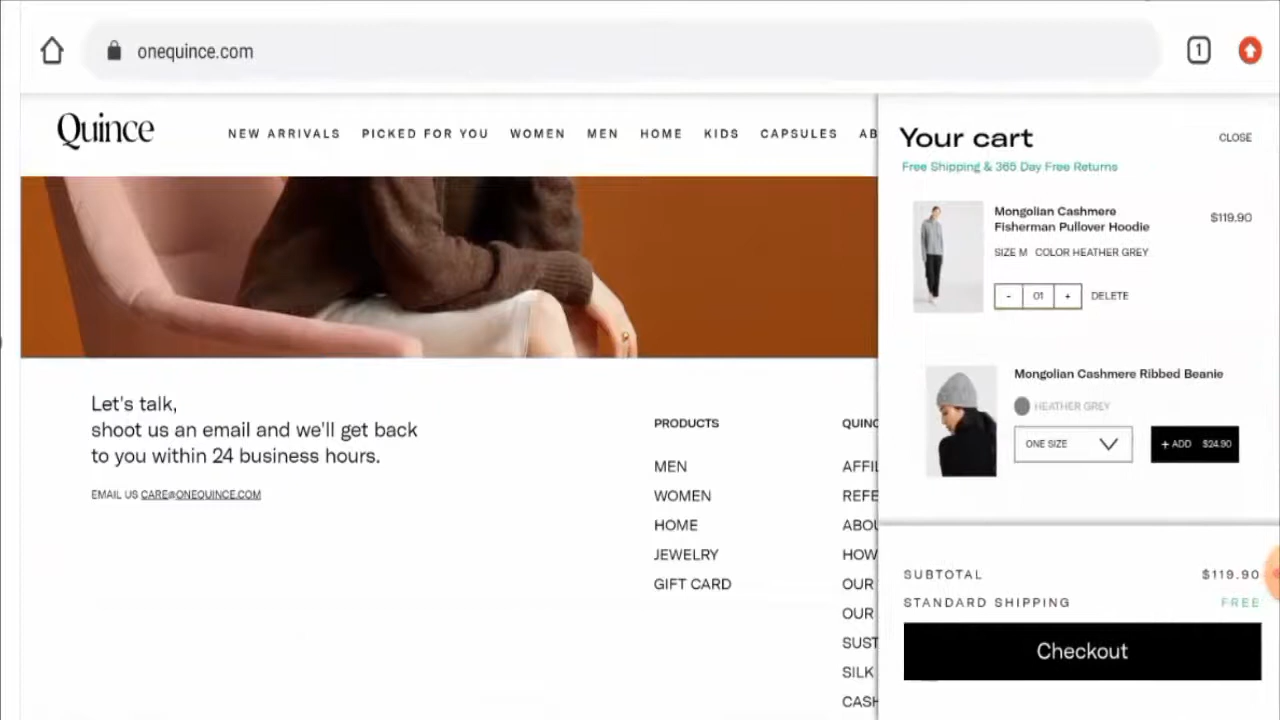 onequince.com
1
Quince
NEW ARRIVALS PICKED FOR YOU WOMEN MEN HOME KIDS CAPSULES AB
Let's talk,
shoot us an email and we'll get back
to you within 24 business hours.
EMAIL US CARE@ONEQUINCE.COM
PRODUCTS
MEN
WOMEN
HOME
JEWELRY
GIFT CARD
QUINC
AFFIL
REFE
ABOU
HOW
OUR
OUR
SUST
SILK
CASH
Your cart
CLOSE
Free Shipping & 365 Day Free Returns
Mongolian Cashmere
Fisherman Pullover Hoodie
$119.90
SIZE M COLOR HEATHER GREY
- 01 + DELETE
Mongolian Cashmere Ribbed Beanie
HEATHER GREY
ONE SIZE
+ ADD $24.90
SUBTOTAL $119.90
STANDARD SHIPPING FREE
Checkout